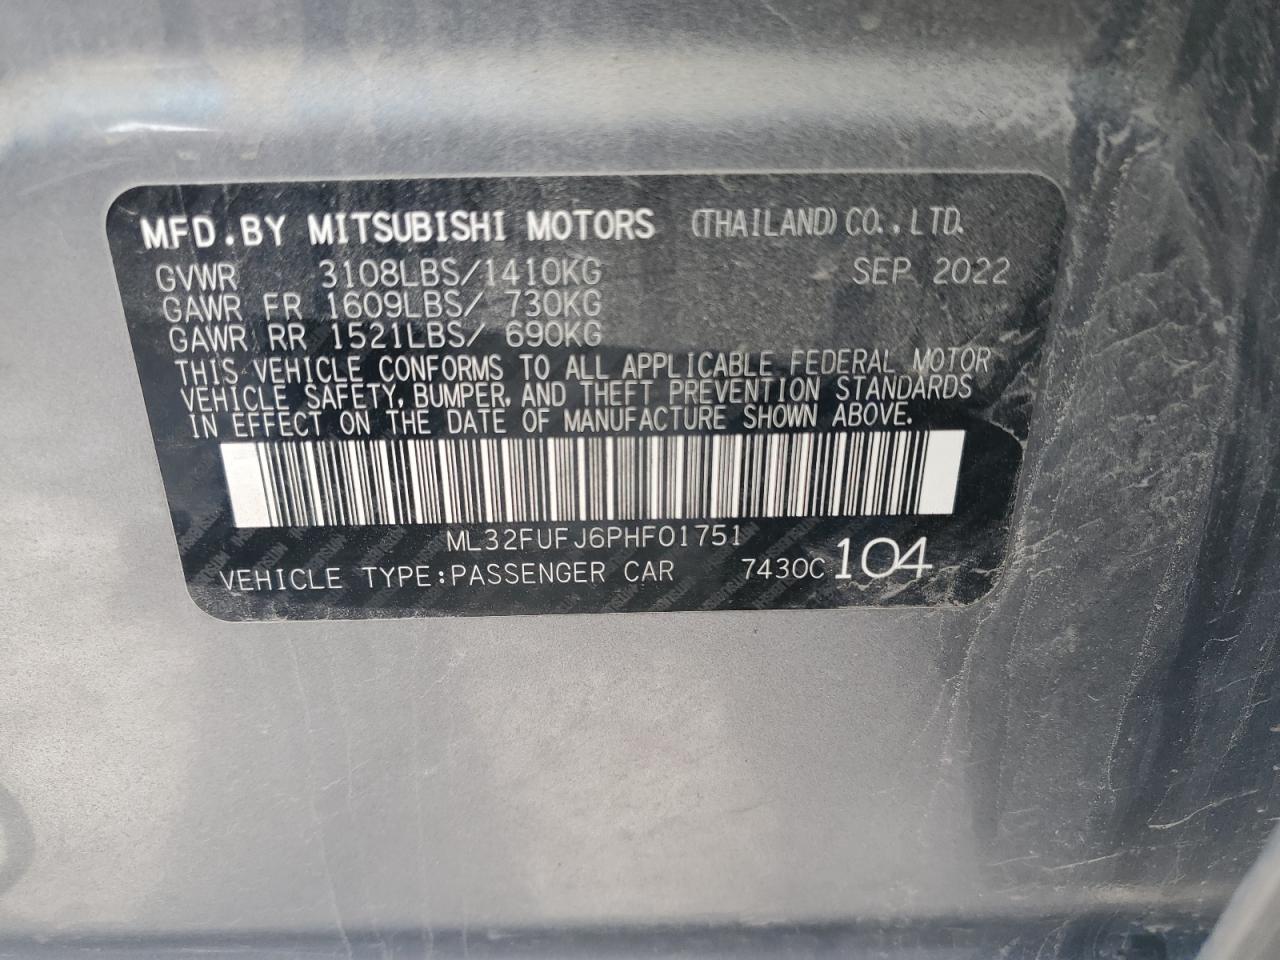 MFD.BY MITSUBISHI MOTORS (THAILAND) CO., LTD.
GVWR 3108LBS/1410KG SEP 2022
GAWR FR 1609LBS/ 730KG
GAWR RR 1521LBS/ 690KG
THIS VEHICLE CONFORMS TO ALL APPLICABLE FEDERAL MOTOR
VEHICLE SAFETY, BUMPER, AND THEFT PREVENTION STANDARDS
IN EFFECT ON THE DATE OF MANUFACTURE SHOWN ABOVE.
ML32FUFJ6PHF01751
VEHICLE TYPE:PASSENGER CAR 7430C 104